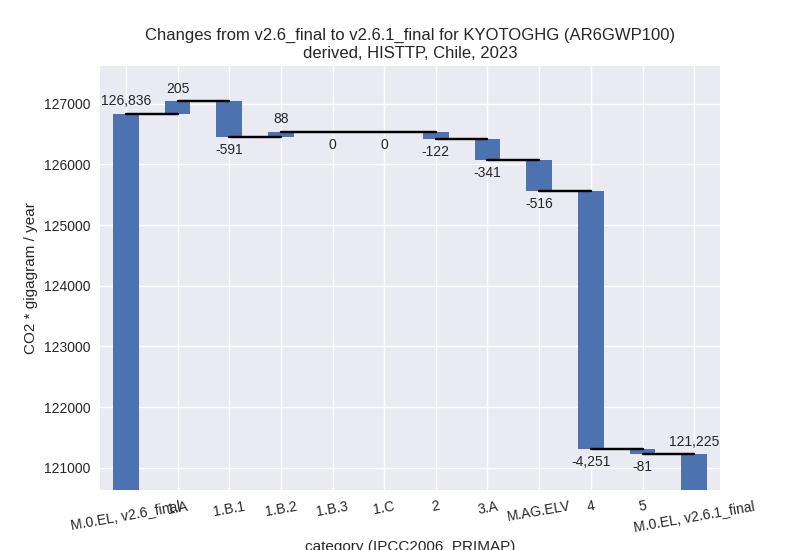 Changes from v2.6_final to v2.6.1_final for KYOTOGHG (AR6GWP100)
derived, HISTTP, Chile, 2023
CO2 * gigagram / year
127000
126000
125000
124000
123000
122000
121000
126,836
205
-591
88
0
0
-122
-341
-516
-4,251
-81
121,225
M.0.EL, v2.6_final
1.A
1.B.1
1.B.2
1.B.3
1.C
2
3.A
M.AG.ELV
4
5
M.0.EL, v2.6.1_final
category (IPCC2006_PRIMAP)